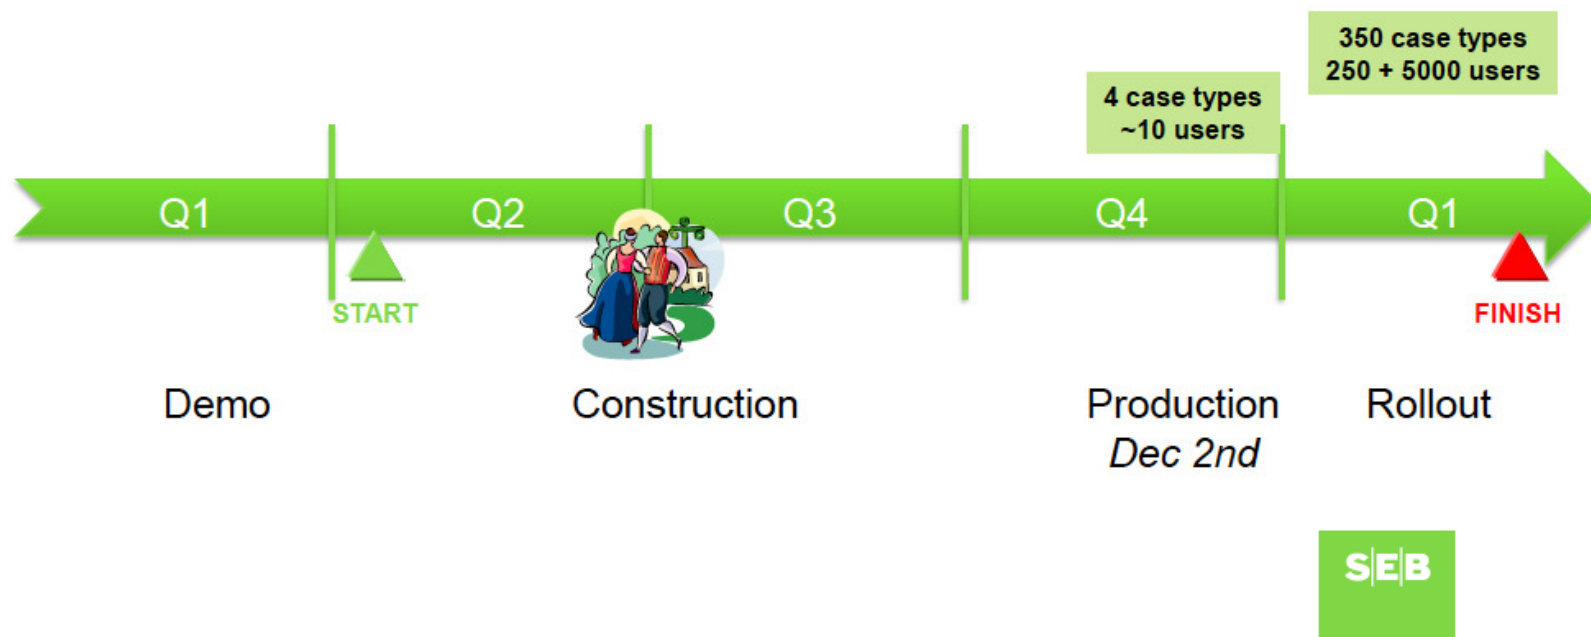 350 case types
250 + 5000 users
4 case types
~10 users
Q1
Q2
Q3
Q4
Q1
START
FINISH
Demo
Construction
Production
Dec 2nd
Rollout
SEB